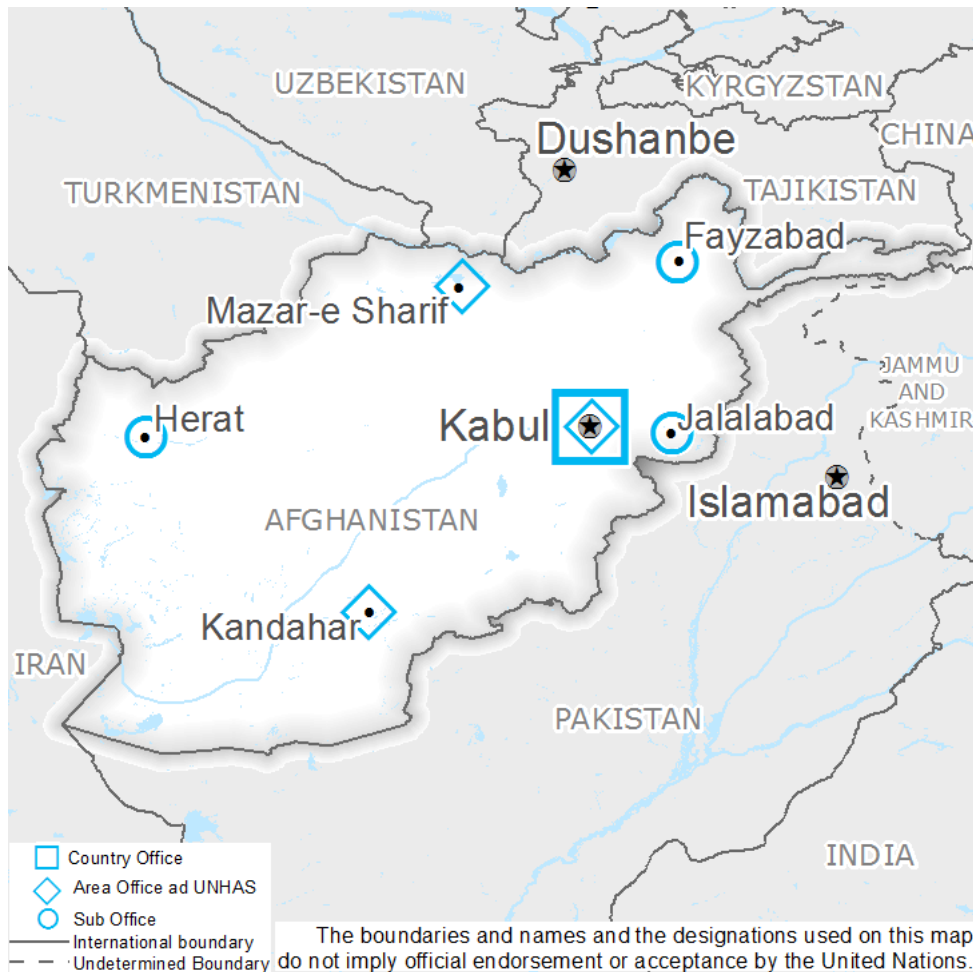 UZBEKISTAN
KYRGYZSTAN
CHINA
Dushanbe
TURKMENISTAN
TAJIKISTAN
Fayzabad
Mazar-e Sharif
JAMMU
AND
KASHMIR
Herat
Kabul
Jalalabad
Islamabad
AFGHANISTAN
Kandahar
IRAN
PAKISTAN
INDIA
Country Office
Area Office ad UNHAS
Sub Office
International boundary
Undetermined Boundary
The boundaries and names and the designations used on this map
do not imply official endorsement or acceptance by the United Nations.